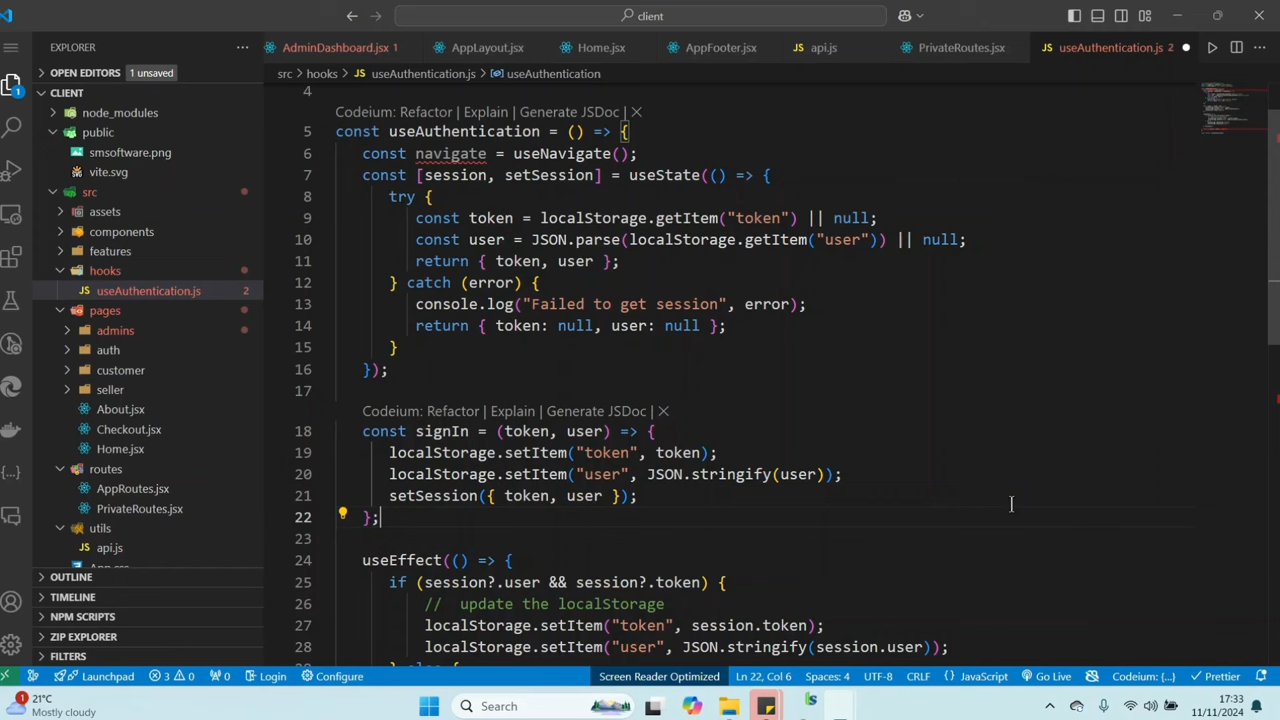 client
EXPLORER
AdminDashboard.jsx 1
AppLayout.jsx
Home.jsx
AppFooter.jsx
JS api.js
PrivateRoutes.jsx
JS useAuthentication.js 2
OPEN EDITORS 1 unsaved
src > hooks > JS useAuthentication.js > useAuthentication
CLIENT
node_modules
public
smsoftware.png
vite.svg
src
assets
components
features
hooks
JS useAuthentication.js 2
pages
admins
auth
customer
seller
About.jsx
Checkout.jsx
Home.jsx
routes
AppRoutes.jsx
PrivateRoutes.jsx
utils
JS api.js
OUTLINE
TIMELINE
NPM SCRIPTS
ZIP EXPLORER
FILTERS
1
4
Codeium: Refactor | Explain | Generate JSDoc | ×
5 const useAuthentication = () => {
6 const navigate = useNavigate();
7 const [session, setSession] = useState(() => {
8 try {
9 const token = localStorage.getItem("token") || null;
10 const user = JSON.parse(localStorage.getItem("user")) || null;
11 return { token, user };
12 } catch (error) {
13 console.log("Failed to get session", error);
14 return { token: null, user: null };
15 }
16 });
17
Codeium: Refactor | Explain | Generate JSDoc | ×
18 const signIn = (token, user) => {
19 localStorage.setItem("token", token);
20 localStorage.setItem("user", JSON.stringify(user));
21 setSession({ token, user });
22 };
23
24 useEffect(() => {
25 if (session?.user && session?.token) {
26 // update the localStorage
27 localStorage.setItem("token", session.token);
28 localStorage.setItem("user", JSON.stringify(session.user));
Launchpad 3 0 0 Login Configure Screen Reader Optimized Ln 22, Col 6 Spaces: 4 UTF-8 CRLF {} JavaScript Go Live Codeium: {...} Prettier
1
21°C
Mostly cloudy
Search
17:33
11/11/2024